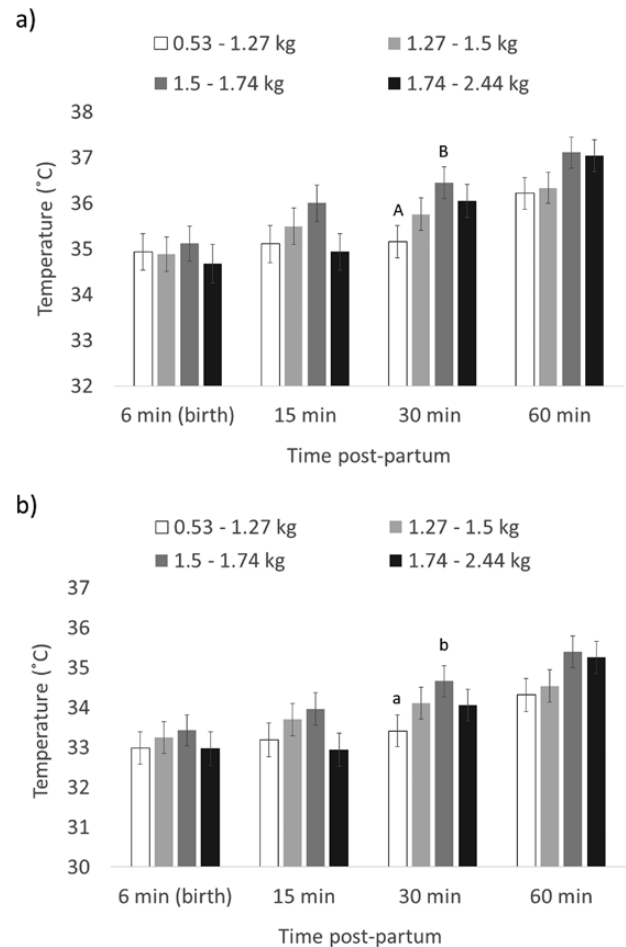 a)
0.53 - 1.27 kg 1.27 - 1.5 kg
1.5 - 1.74 kg 1.74 - 2.44 kg
38
37
36
35
34
33
32
Temperature (˚C)
A
B
6 min (birth) 15 min 30 min 60 min
Time post-partum
b)
0.53 - 1.27 kg 1.27 - 1.5 kg
1.5 - 1.74 kg 1.74 - 2.44 kg
37
36
35
34
33
32
31
30
Temperature (˚C)
a
b
6 min (birth) 15 min 30 min 60 min
Time post-partum